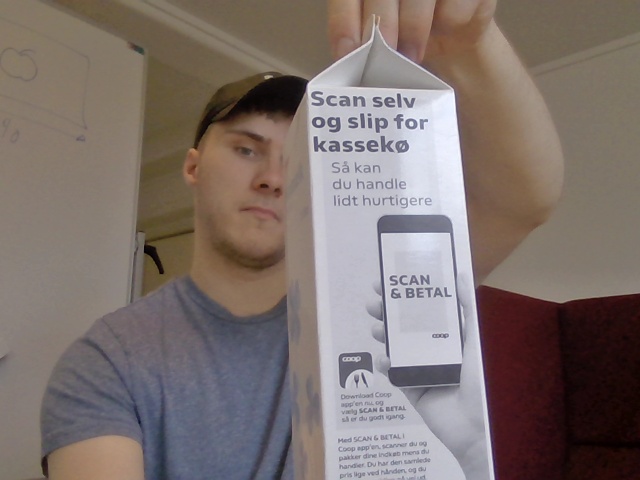 Scan selv
og slip for
kassekø
Så kan
du handle
lidt hurtigere
SCAN
& BETAL
coop
coop
Download Coop
app'en nu, og
vælg SCAN & BETAL
så er du godt igang.
Med SCAN & BETAL i
Coop app'en, scanner du og
pakker dine indkøb mens du
handler. Du har den samlede
pris lige ved hånden, og du